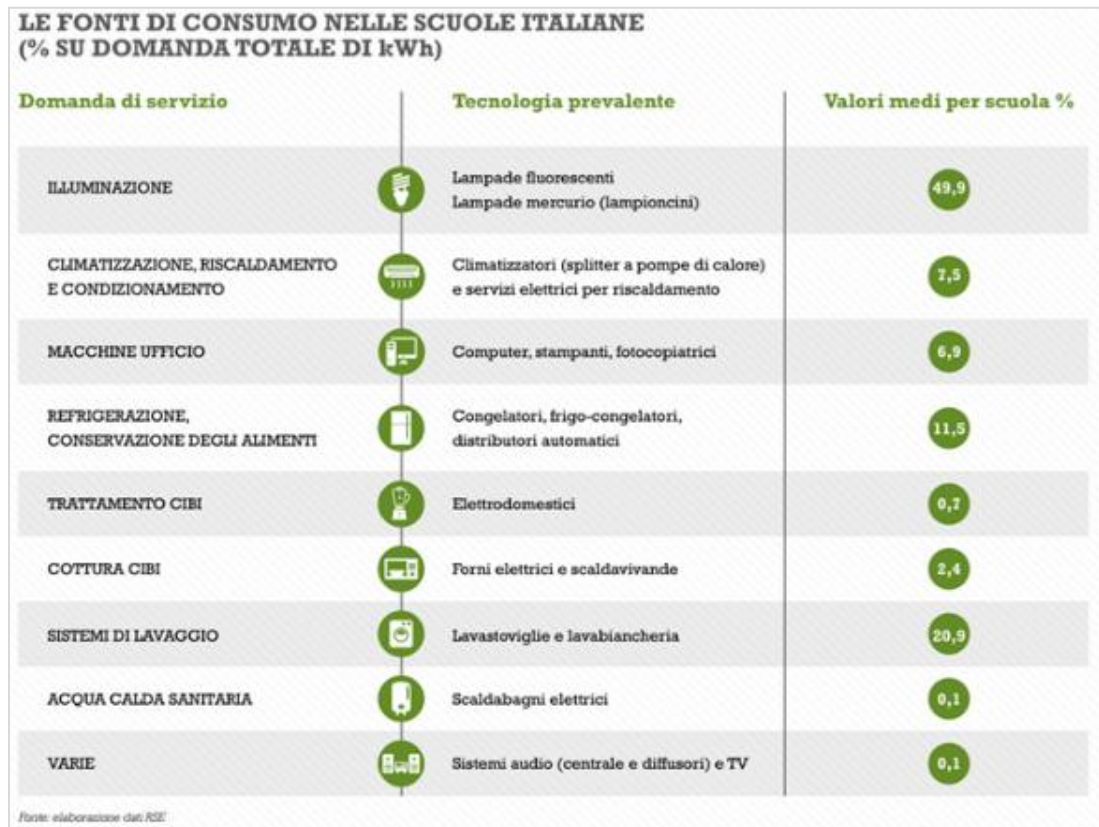 LE FONTI DI CONSUMO NELLE SCUOLE ITALIANE
(% SU DOMANDA TOTALE DI kWh)
Domanda di servizio
Tecnologia prevalente
Valori medi per scuola %
ILLUMINAZIONE
Lampade fluorescenti
Lampade mercurio (lampioncini)
49,9
CLIMATIZZAZIONE, RISCALDAMENTO
E CONDIZIONAMENTO
Climatizzatori (splitter a pompe di calore)
e servizi elettrici per riscaldamento
7,5
MACCHINE UFFICIO
Computer, stampanti, fotocopiatrici
6,9
REFRIGERAZIONE,
CONSERVAZIONE DEGLI ALIMENTI
Congelatori, frigo-congelatori,
distributori automatici
11,5
TRATTAMENTO CIBI
Elettrodomestici
0,7
COTTURA CIBI
Forni elettrici e scaldavivande
2,4
SISTEMI DI LAVAGGIO
Lavastoviglie e lavabiancheria
20,9
ACQUA CALDA SANITARIA
Scaldabagni elettrici
0,1
VARIE
Sistemi audio (centrale e diffusori) e TV
0,1
Fonte: elaborazione dati RSE